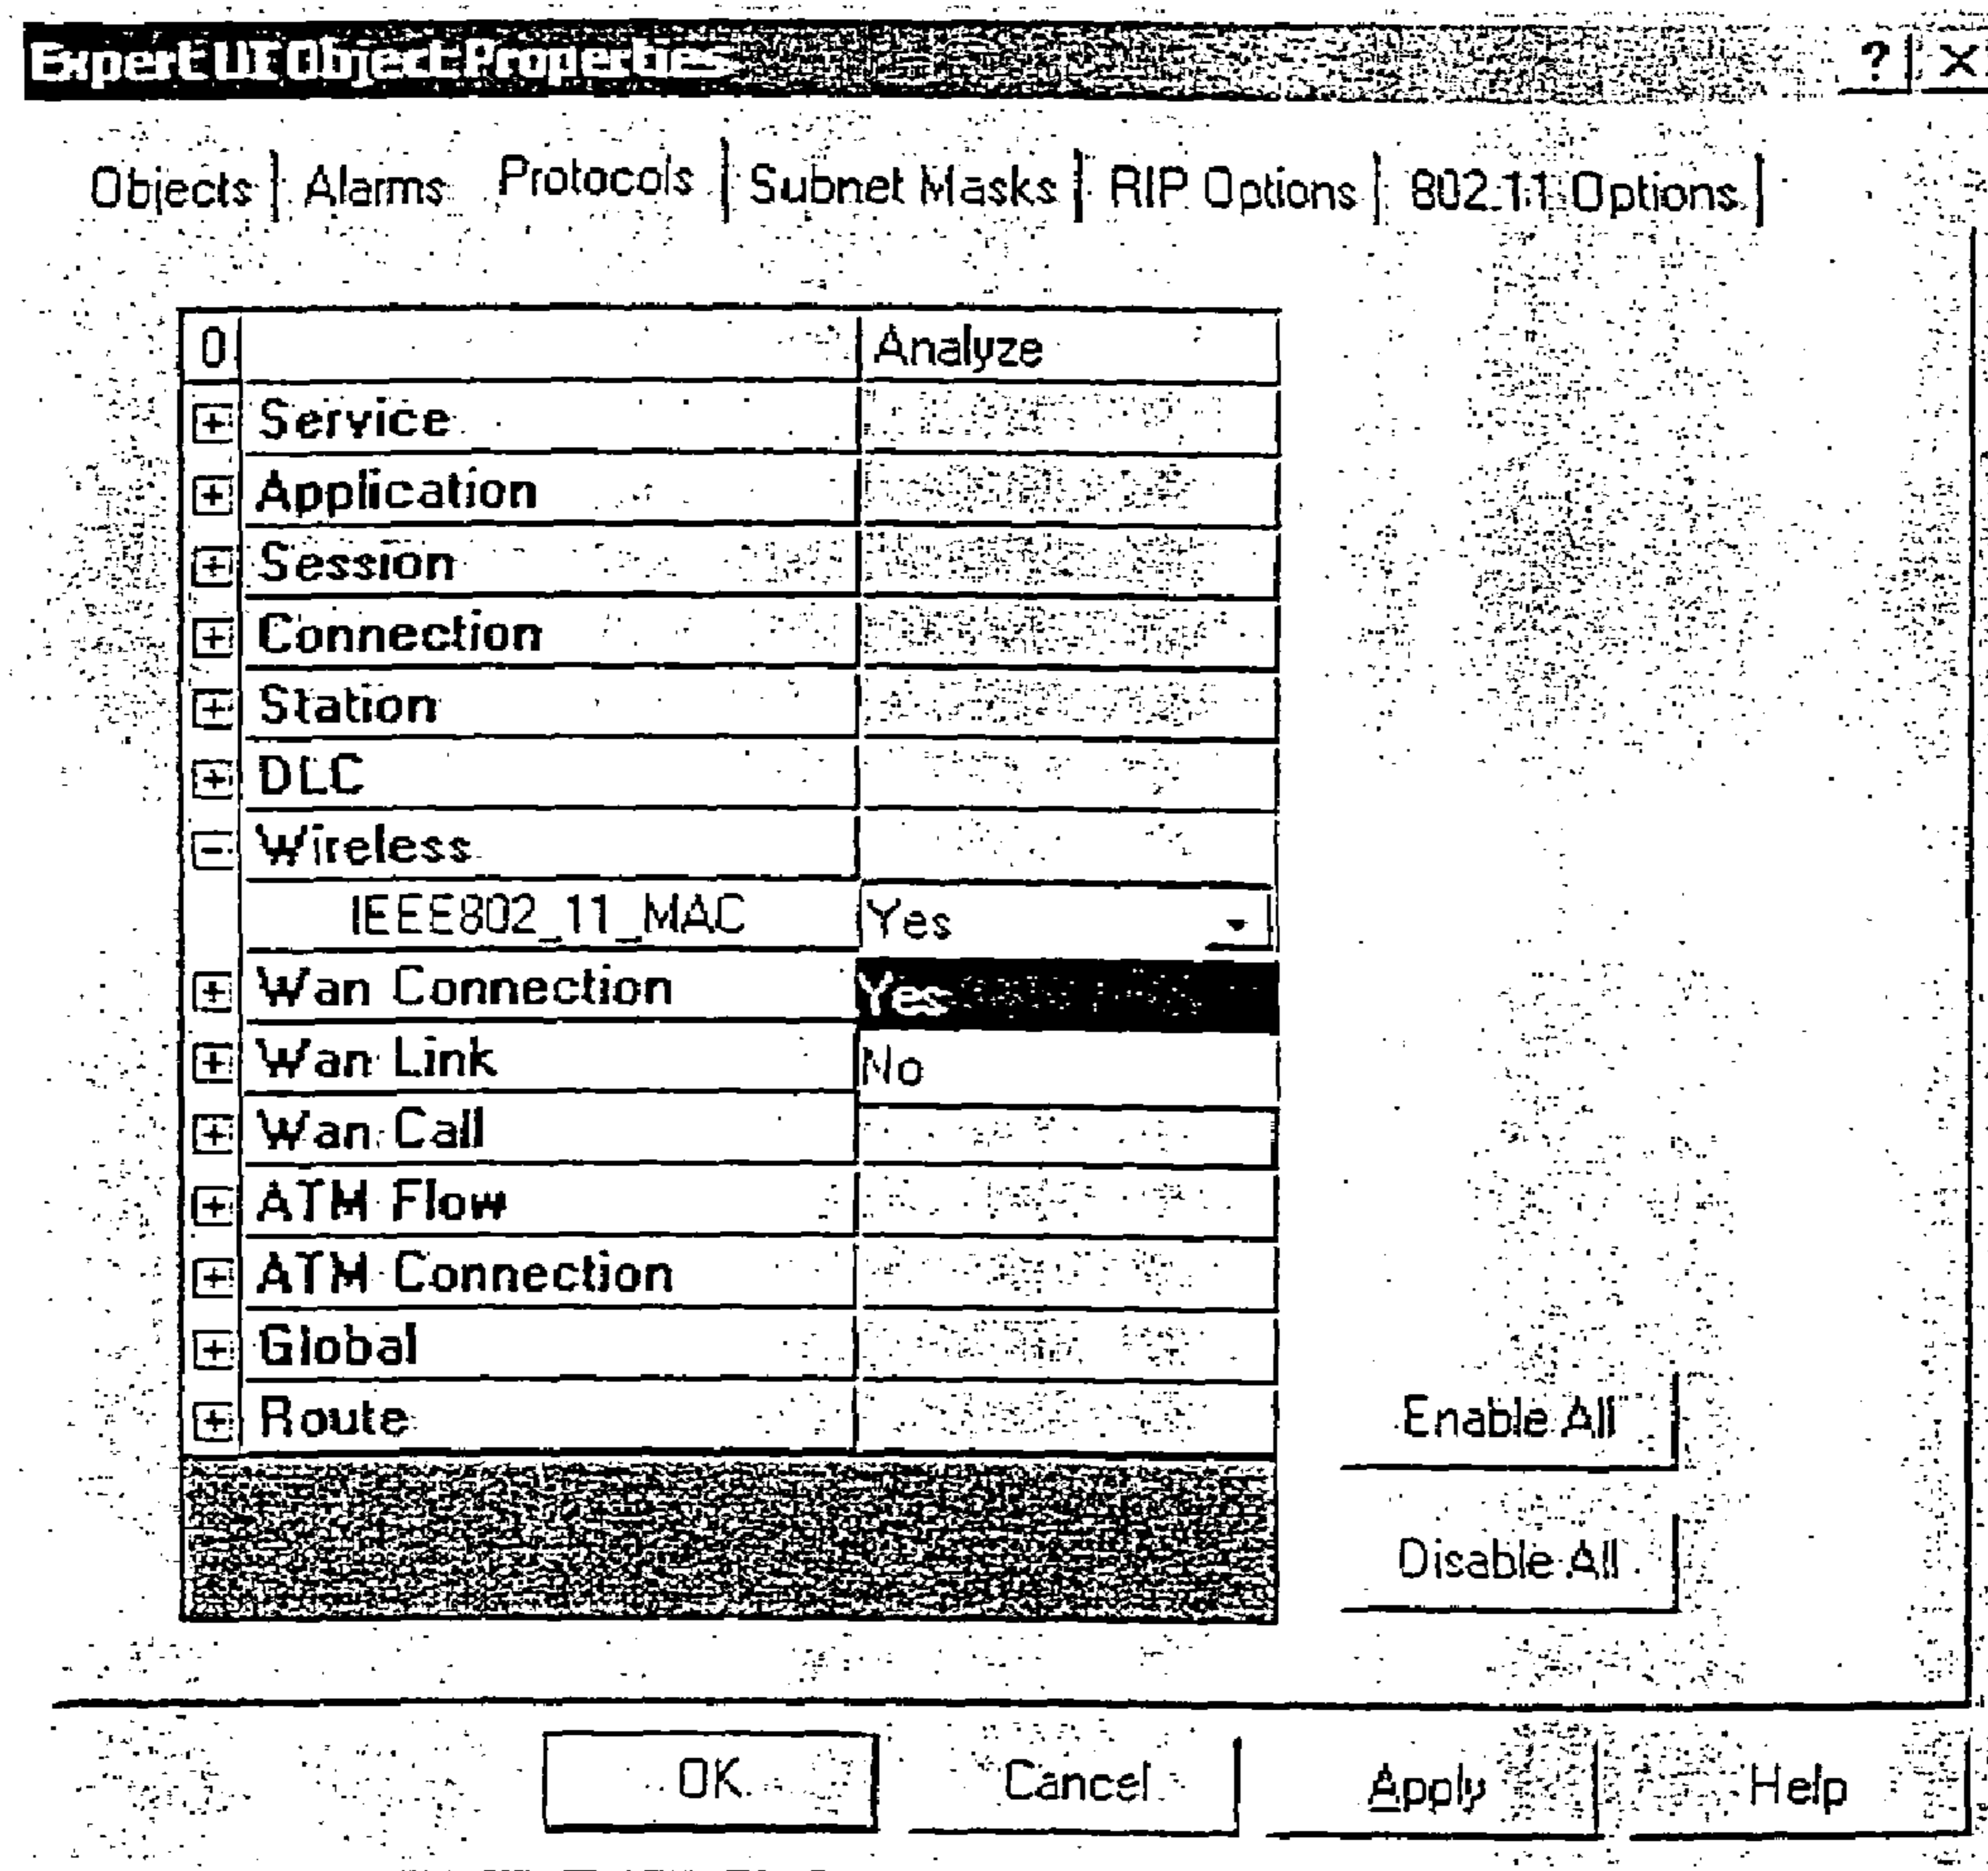 Expert UI Object Properties ? X
Objects Alarms Protocols Subnet Masks RIP Options 802.11 Options
0 Analyze
+ Service
+ Application
+ Session
+ Connection
+ Station
+ DLC
- Wireless
IEEE802_11_MAC Yes
+ Wan Connection Yes
+ Wan Link No
+ Wan Call
+ ATM Flow
+ ATM Connection
+ Global
+ Route
Enable All
Disable All
OK Cancel Apply Help